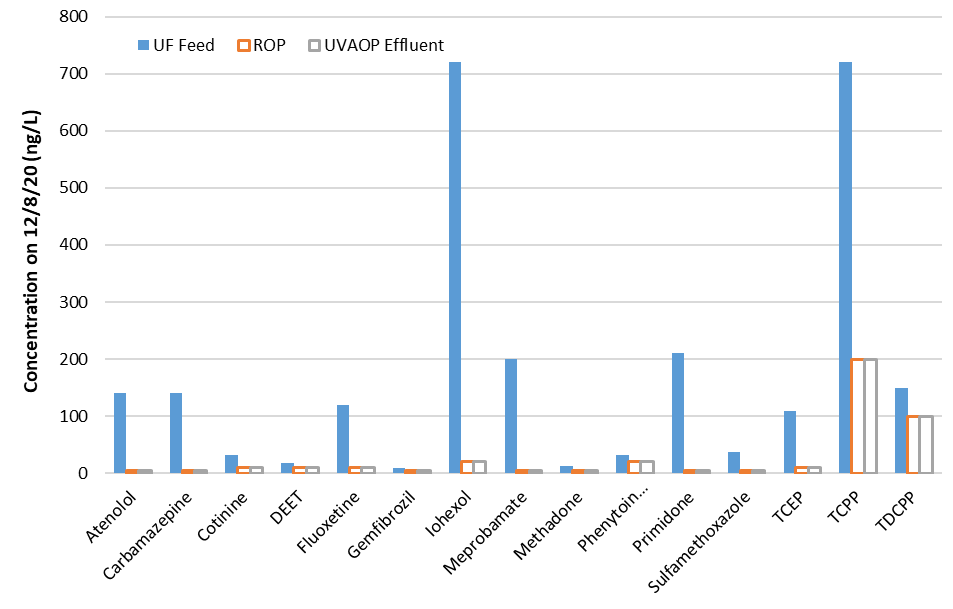 800
UF Feed ROP UVAOP Effluent
700
600
500
400
300
200
100
0
Concentration on 12/8/20 (ng/L)
Atenolol
Carbamazepine
Cotinine
DEET
Fluoxetine
Gemfibrozil
Iohexol
Meprobamate
Methadone
Phenytoin...
Primidone
Sulfamethoxazole
TCEP
TCPP
TDCPP